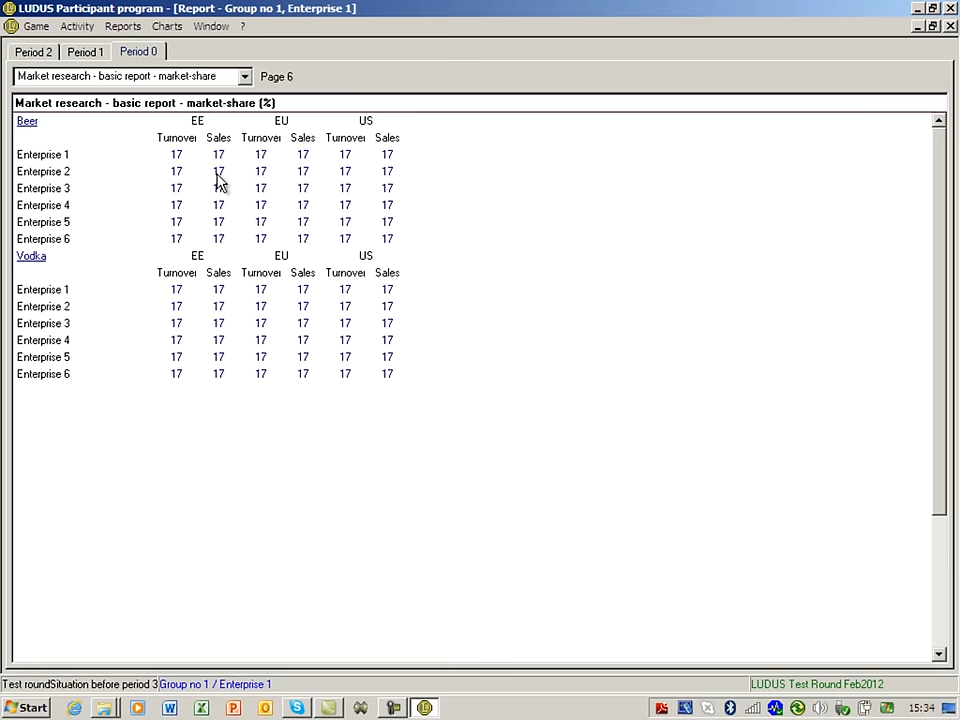 LUDUS Participant program - [Report - Group no 1, Enterprise 1]
Game Activity Reports Charts Window ?
Period 2 Period 1 Period 0
Market research - basic report - market-share Page 6
Market research - basic report - market-share (%)
Beer EE EU US
Turnover Sales Turnover Sales Turnover Sales
Enterprise 1 17 17 17 17 17 17
Enterprise 2 17 17 17 17 17 17
Enterprise 3 17 17 17 17 17
Enterprise 4 17 17 17 17 17 17
Enterprise 5 17 17 17 17 17 17
Enterprise 6 17 17 17 17 17 17
Vodka EE EU US
Turnover Sales Turnover Sales Turnover Sales
Enterprise 1 17 17 17 17 17 17
Enterprise 2 17 17 17 17 17 17
Enterprise 3 17 17 17 17 17 17
Enterprise 4 17 17 17 17 17 17
Enterprise 5 17 17 17 17 17 17
Enterprise 6 17 17 17 17 17 17
Test roundSituation before period 3 Group no 1 / Enterprise 1 LUDUS Test Round Feb2012
Start 15:34